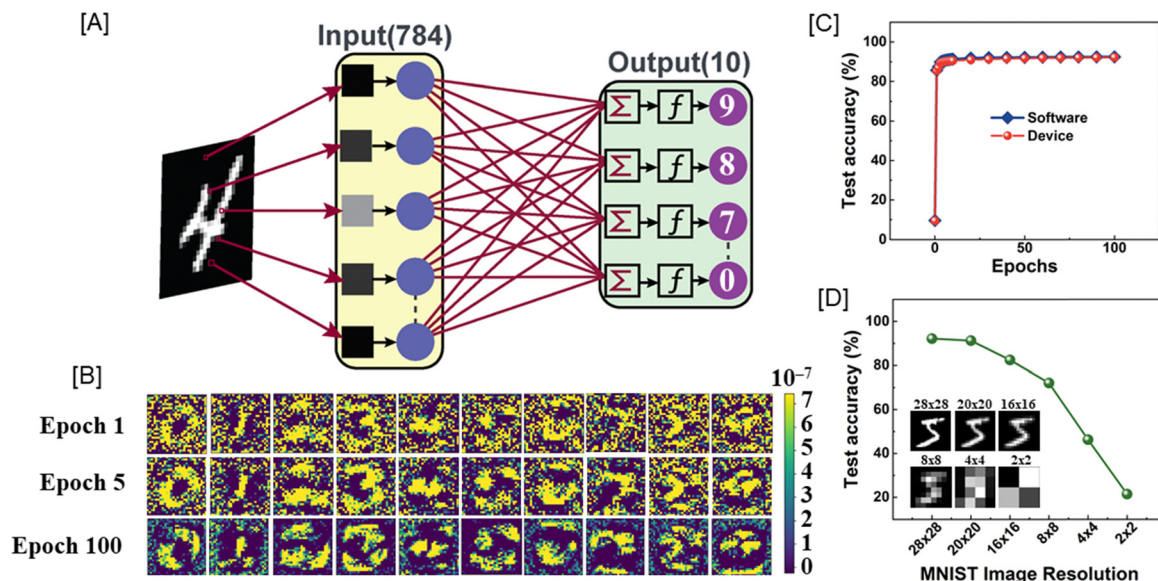 [A]
Input(784)
Output(10)
Σ f 9
Σ f 8
Σ f 7
Σ f 0
[B]
10⁻⁷
Epoch 1
Epoch 5
Epoch 100
7
6
5
4
3
2
1
0
[C]
Test accuracy (%)
100
80
60
40
20
0
Software
Device
0 50 100
Epochs
[D]
Test accuracy (%)
100
80
60
40
20
28x28 20x20 16x16
8x8 4x4 2x2
28x28 20x20 16x16 8x8 4x4 2x2
MNIST Image Resolution